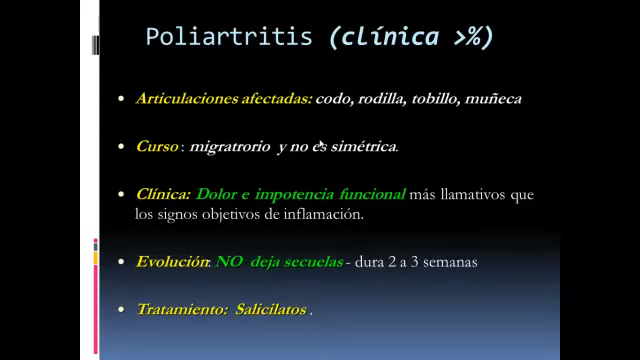 Poliartritis (clínica >%)
• Articulaciones afectadas: codo, rodilla, tobillo, muñeca
• Curso : migratrorio y no es simétrica.
• Clínica: Dolor e impotencia funcional más llamativos que
los signos objetivos de inflamación.
• Evolución: NO deja secuelas - dura 2 a 3 semanas
• Tratamiento: Salicílatos .